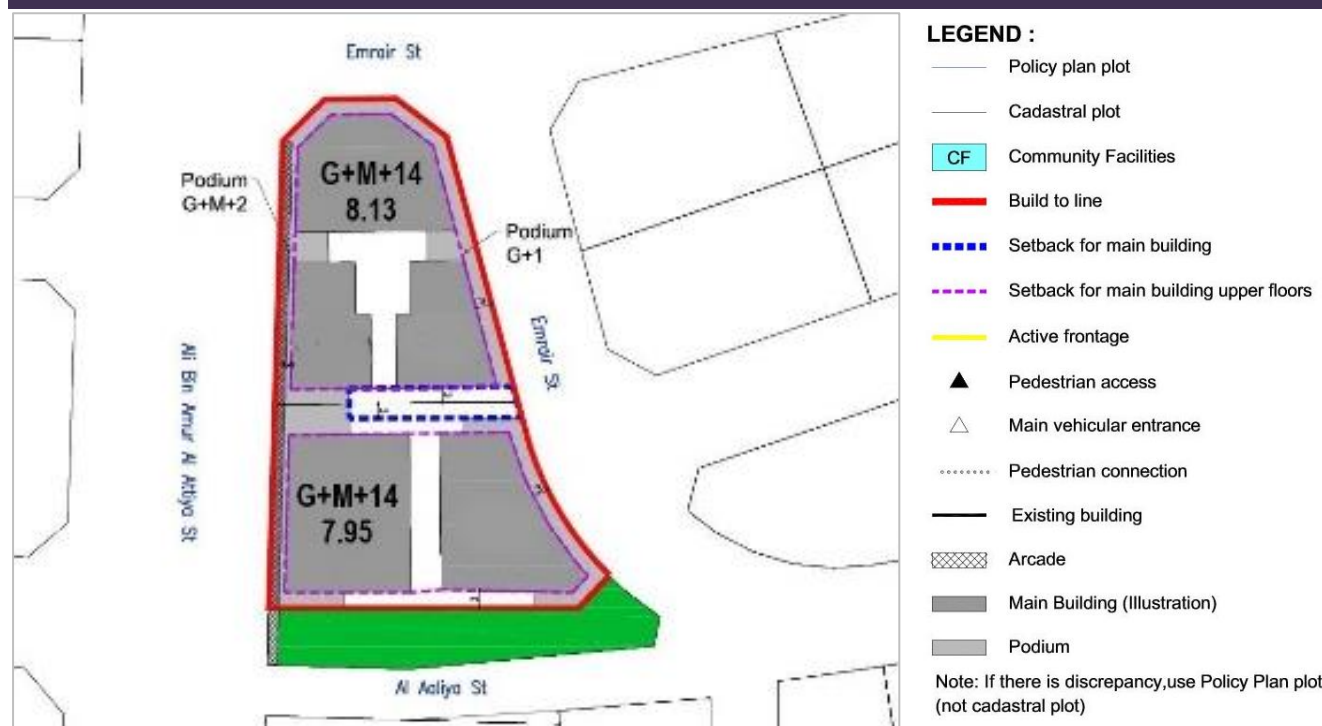 Emrair St
Podium
G+M+2
G+M+14
8.13
Podium
G+1
Emrair St
Ali Bin Amur Al Attiya St
G+M+14
7.95
Al Aaliya St
LEGEND :
Policy plan plot
Cadastral plot
CF Community Facilities
Build to line
Setback for main building
Setback for main building upper floors
Active frontage
Pedestrian access
Main vehicular entrance
Pedestrian connection
Existing building
Arcade
Main Building (Illustration)
Podium
Note: If there is discrepancy,use Policy Plan plot
(not cadastral plot)